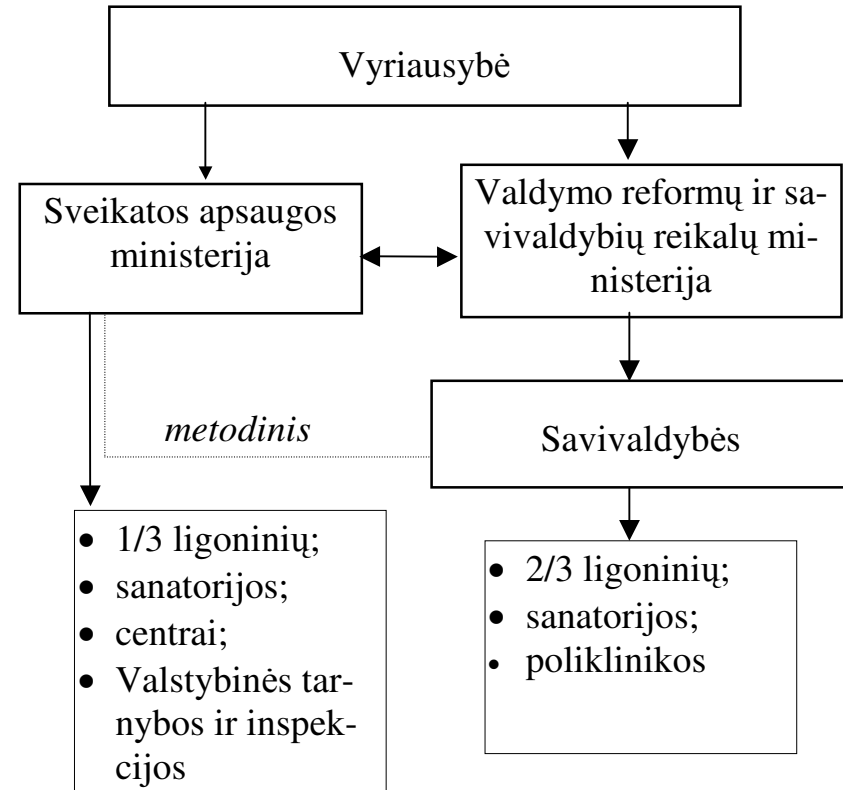 Vyriausybė
Sveikatos apsaugos
ministerija
Valdymo reformų ir sa-
vivaldybių reikalų mi-
nisterija
metodinis
Savivaldybės
• 1/3 ligoninių;
• sanatorijos;
• centrai;
• Valstybinės tar-
nybos ir inspek-
cijos
• 2/3 ligoninių;
• sanatorijos;
• poliklinikos